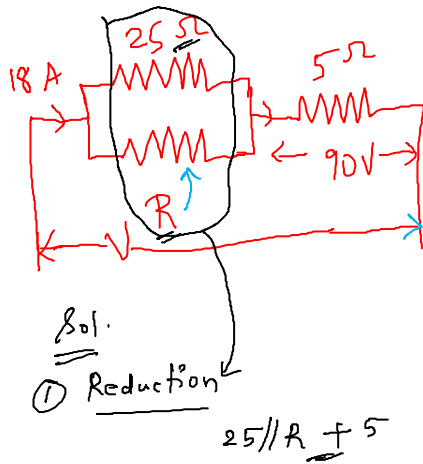 25 Ω
18 A
5 Ω
90V
R
V
Sol.
① Reduction
25//R + 5